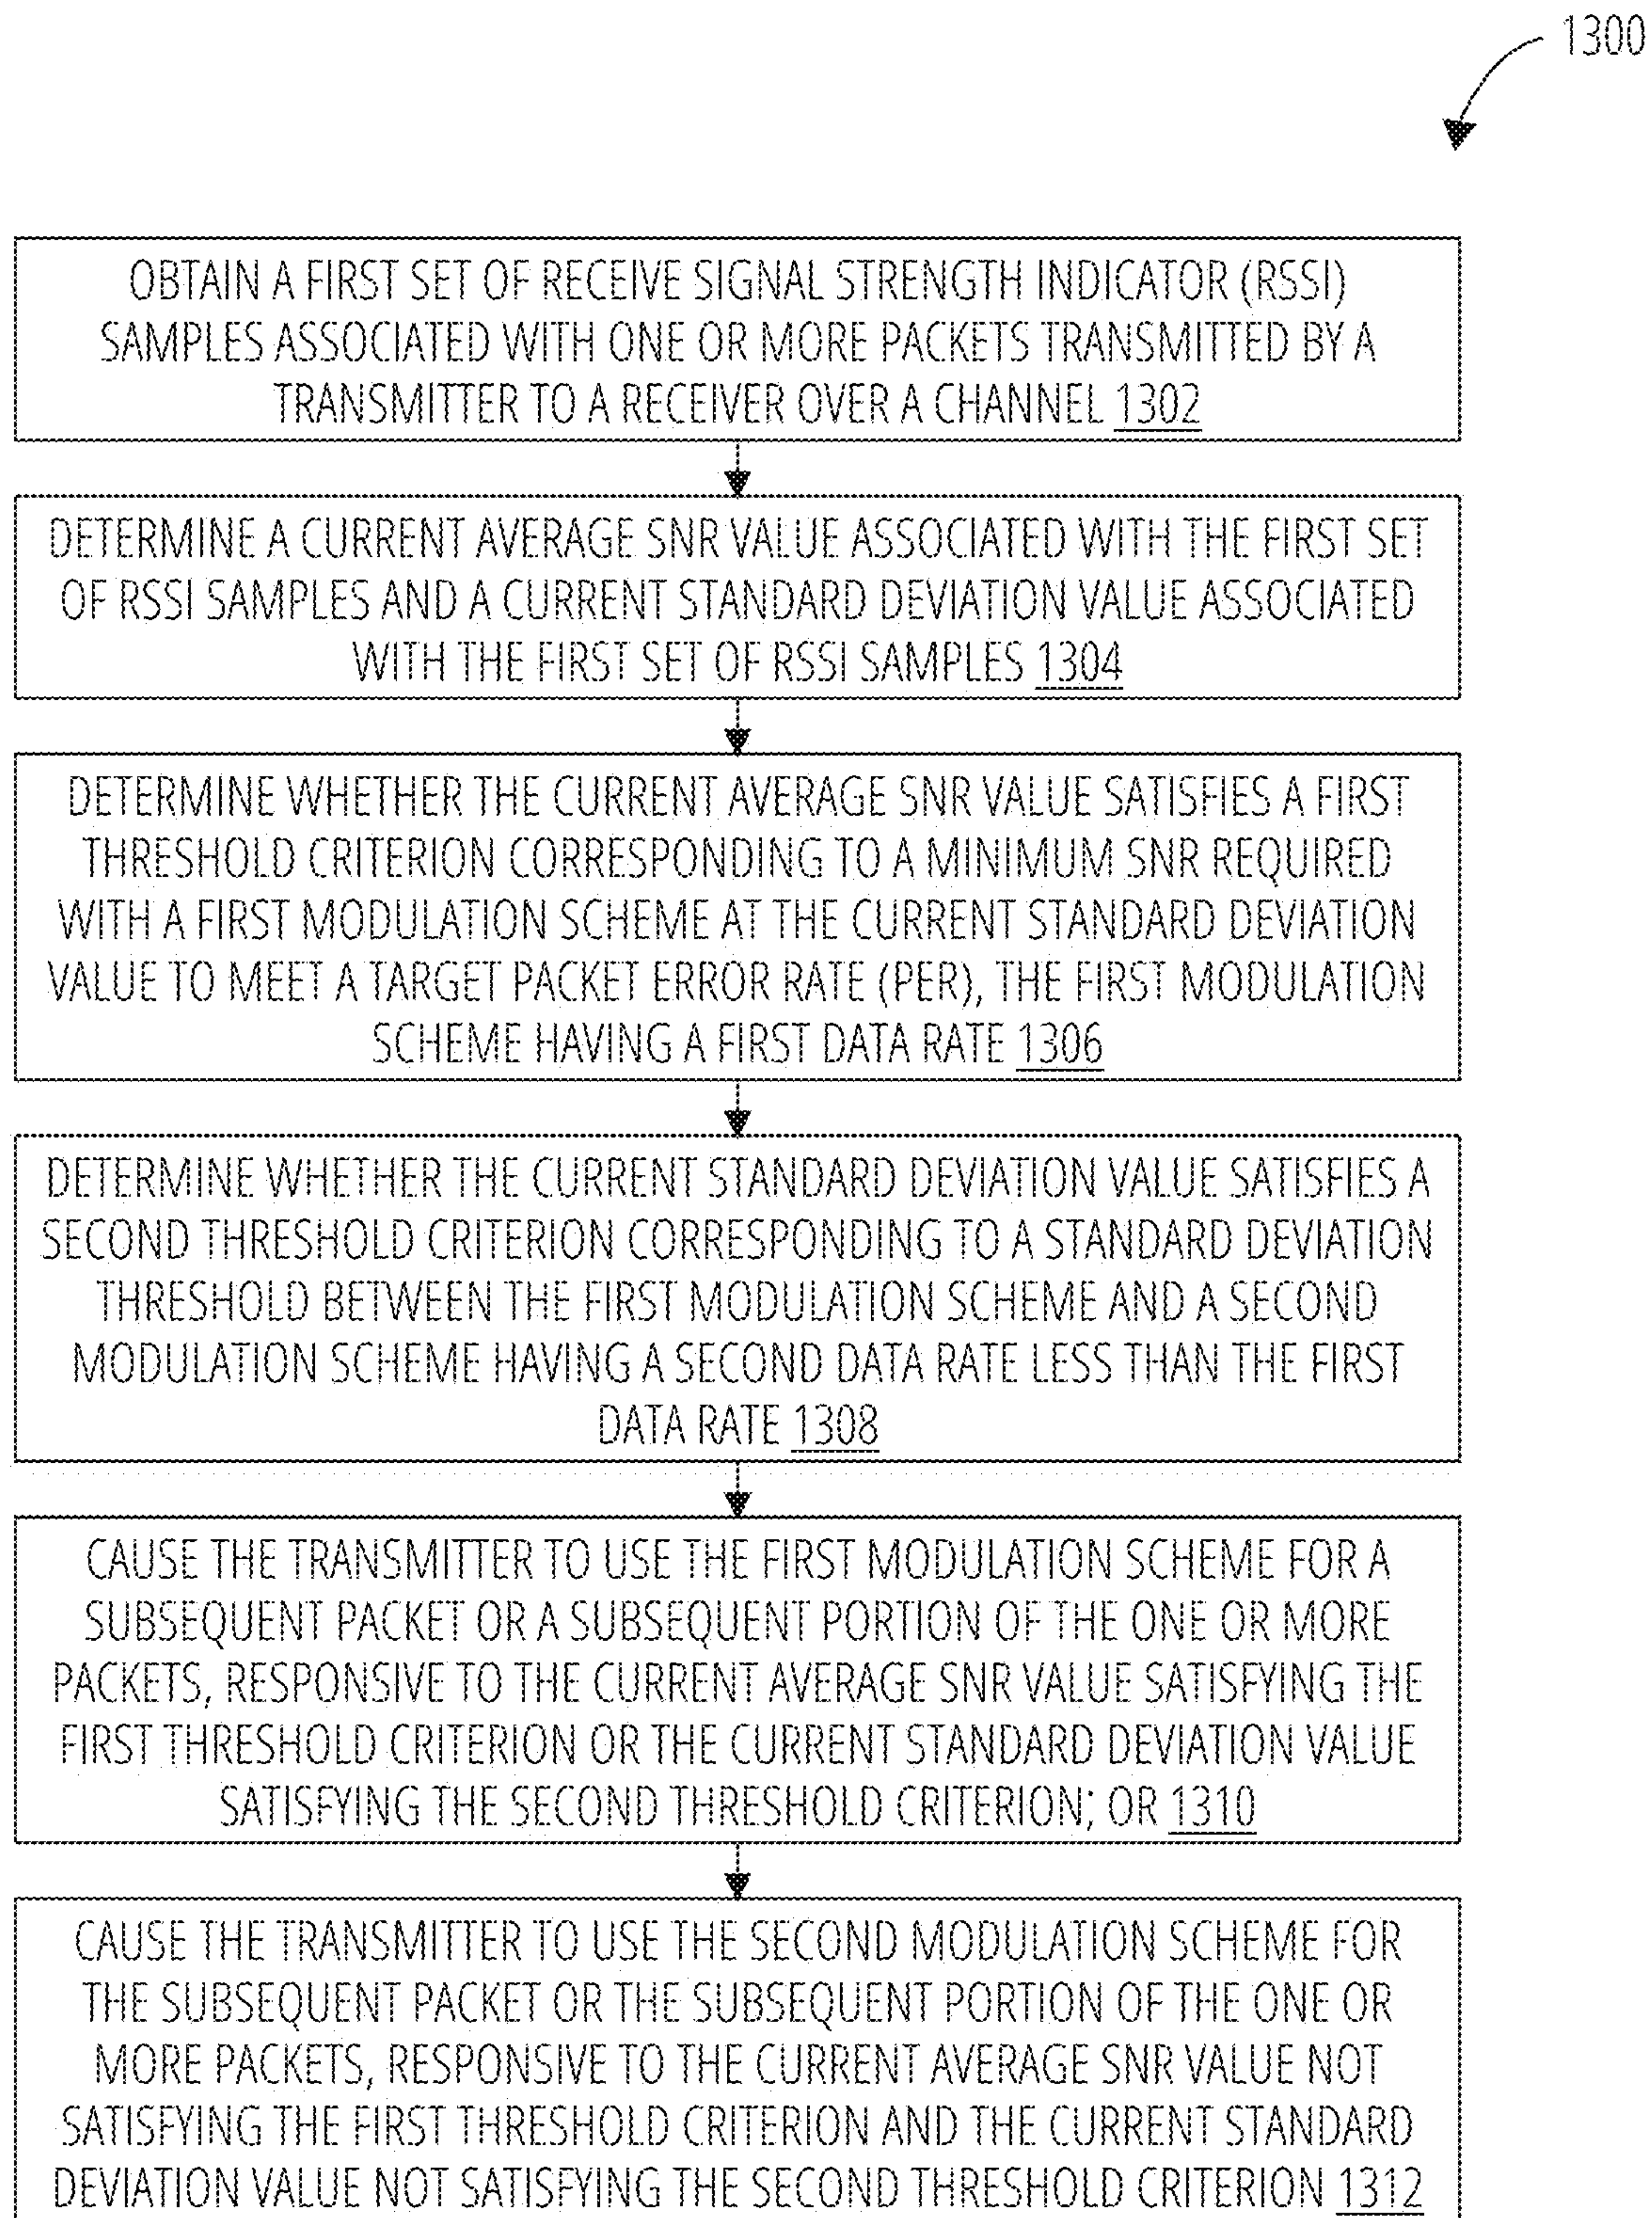 1300
OBTAIN A FIRST SET OF RECEIVE SIGNAL STRENGTH INDICATOR (RSSI)
SAMPLES ASSOCIATED WITH ONE OR MORE PACKETS TRANSMITTED BY A
TRANSMITTER TO A RECEIVER OVER A CHANNEL 1302
DETERMINE A CURRENT AVERAGE SNR VALUE ASSOCIATED WITH THE FIRST SET
OF RSSI SAMPLES AND A CURRENT STANDARD DEVIATION VALUE ASSOCIATED
WITH THE FIRST SET OF RSSI SAMPLES 1304
DETERMINE WHETHER THE CURRENT AVERAGE SNR VALUE SATISFIES A FIRST
THRESHOLD CRITERION CORRESPONDING TO A MINIMUM SNR REQUIRED
WITH A FIRST MODULATION SCHEME AT THE CURRENT STANDARD DEVIATION
VALUE TO MEET A TARGET PACKET ERROR RATE (PER), THE FIRST MODULATION
SCHEME HAVING A FIRST DATA RATE 1306
DETERMINE WHETHER THE CURRENT STANDARD DEVIATION VALUE SATISFIES A
SECOND THRESHOLD CRITERION CORRESPONDING TO A STANDARD DEVIATION
THRESHOLD BETWEEN THE FIRST MODULATION SCHEME AND A SECOND
MODULATION SCHEME HAVING A SECOND DATA RATE LESS THAN THE FIRST
DATA RATE 1308
CAUSE THE TRANSMITTER TO USE THE FIRST MODULATION SCHEME FOR A
SUBSEQUENT PACKET OR A SUBSEQUENT PORTION OF THE ONE OR MORE
PACKETS, RESPONSIVE TO THE CURRENT AVERAGE SNR VALUE SATISFYING THE
FIRST THRESHOLD CRITERION OR THE CURRENT STANDARD DEVIATION VALUE
SATISFYING THE SECOND THRESHOLD CRITERION; OR 1310
CAUSE THE TRANSMITTER TO USE THE SECOND MODULATION SCHEME FOR
THE SUBSEQUENT PACKET OR THE SUBSEQUENT PORTION OF THE ONE OR
MORE PACKETS, RESPONSIVE TO THE CURRENT AVERAGE SNR VALUE NOT
SATISFYING THE FIRST THRESHOLD CRITERION AND THE CURRENT STANDARD
DEVIATION VALUE NOT SATISFYING THE SECOND THRESHOLD CRITERION 1312